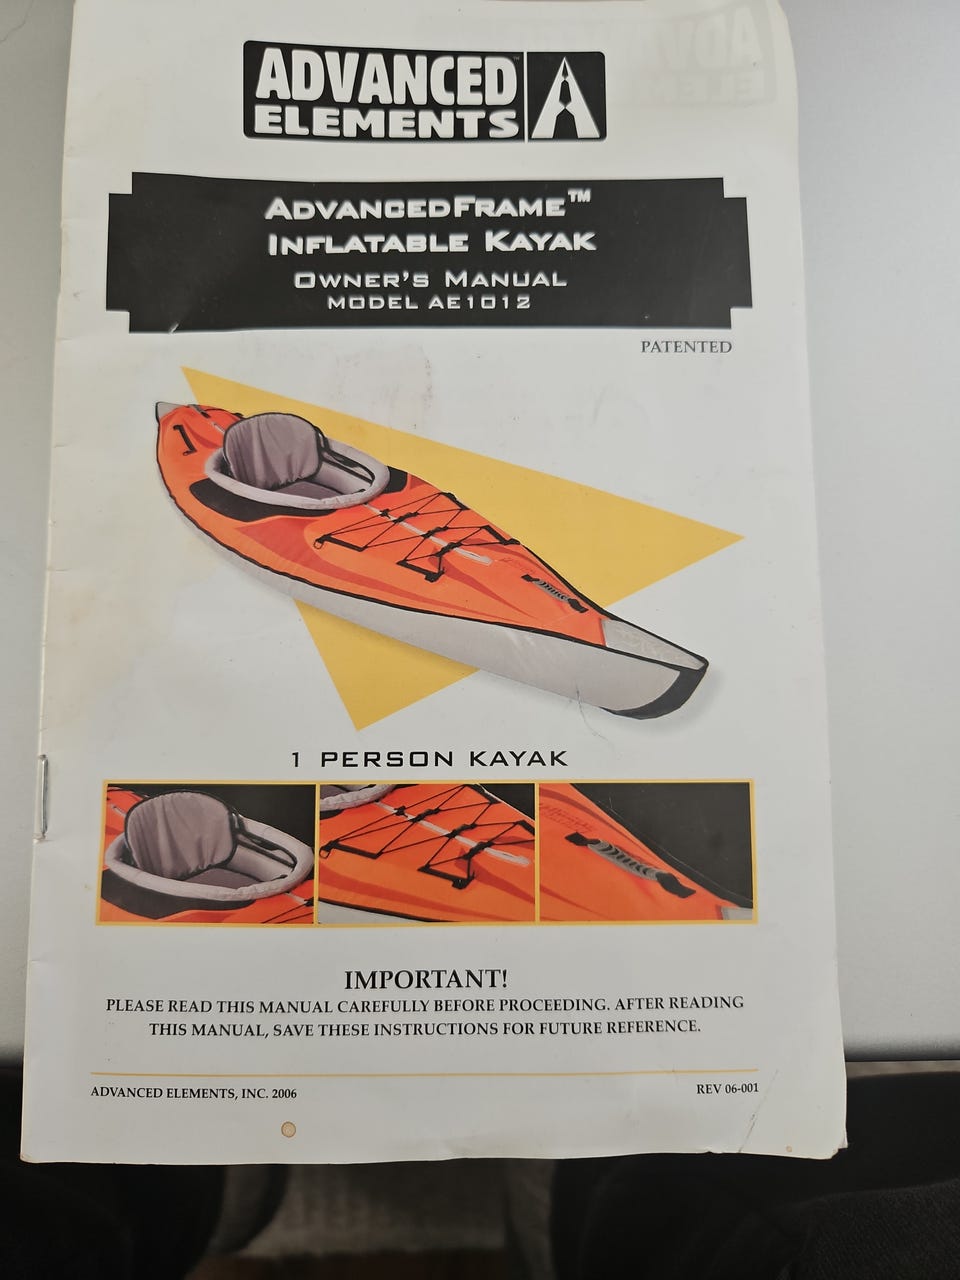 ADVANCED
ELEMENTS
ADVANCEDFRAME™
INFLATABLE KAYAK
OWNER'S MANUAL
MODEL AE1012
PATENTED
1 PERSON KAYAK
IMPORTANT!
PLEASE READ THIS MANUAL CAREFULLY BEFORE PROCEEDING. AFTER READING
THIS MANUAL, SAVE THESE INSTRUCTIONS FOR FUTURE REFERENCE.
ADVANCED ELEMENTS, INC. 2006
REV 06-001